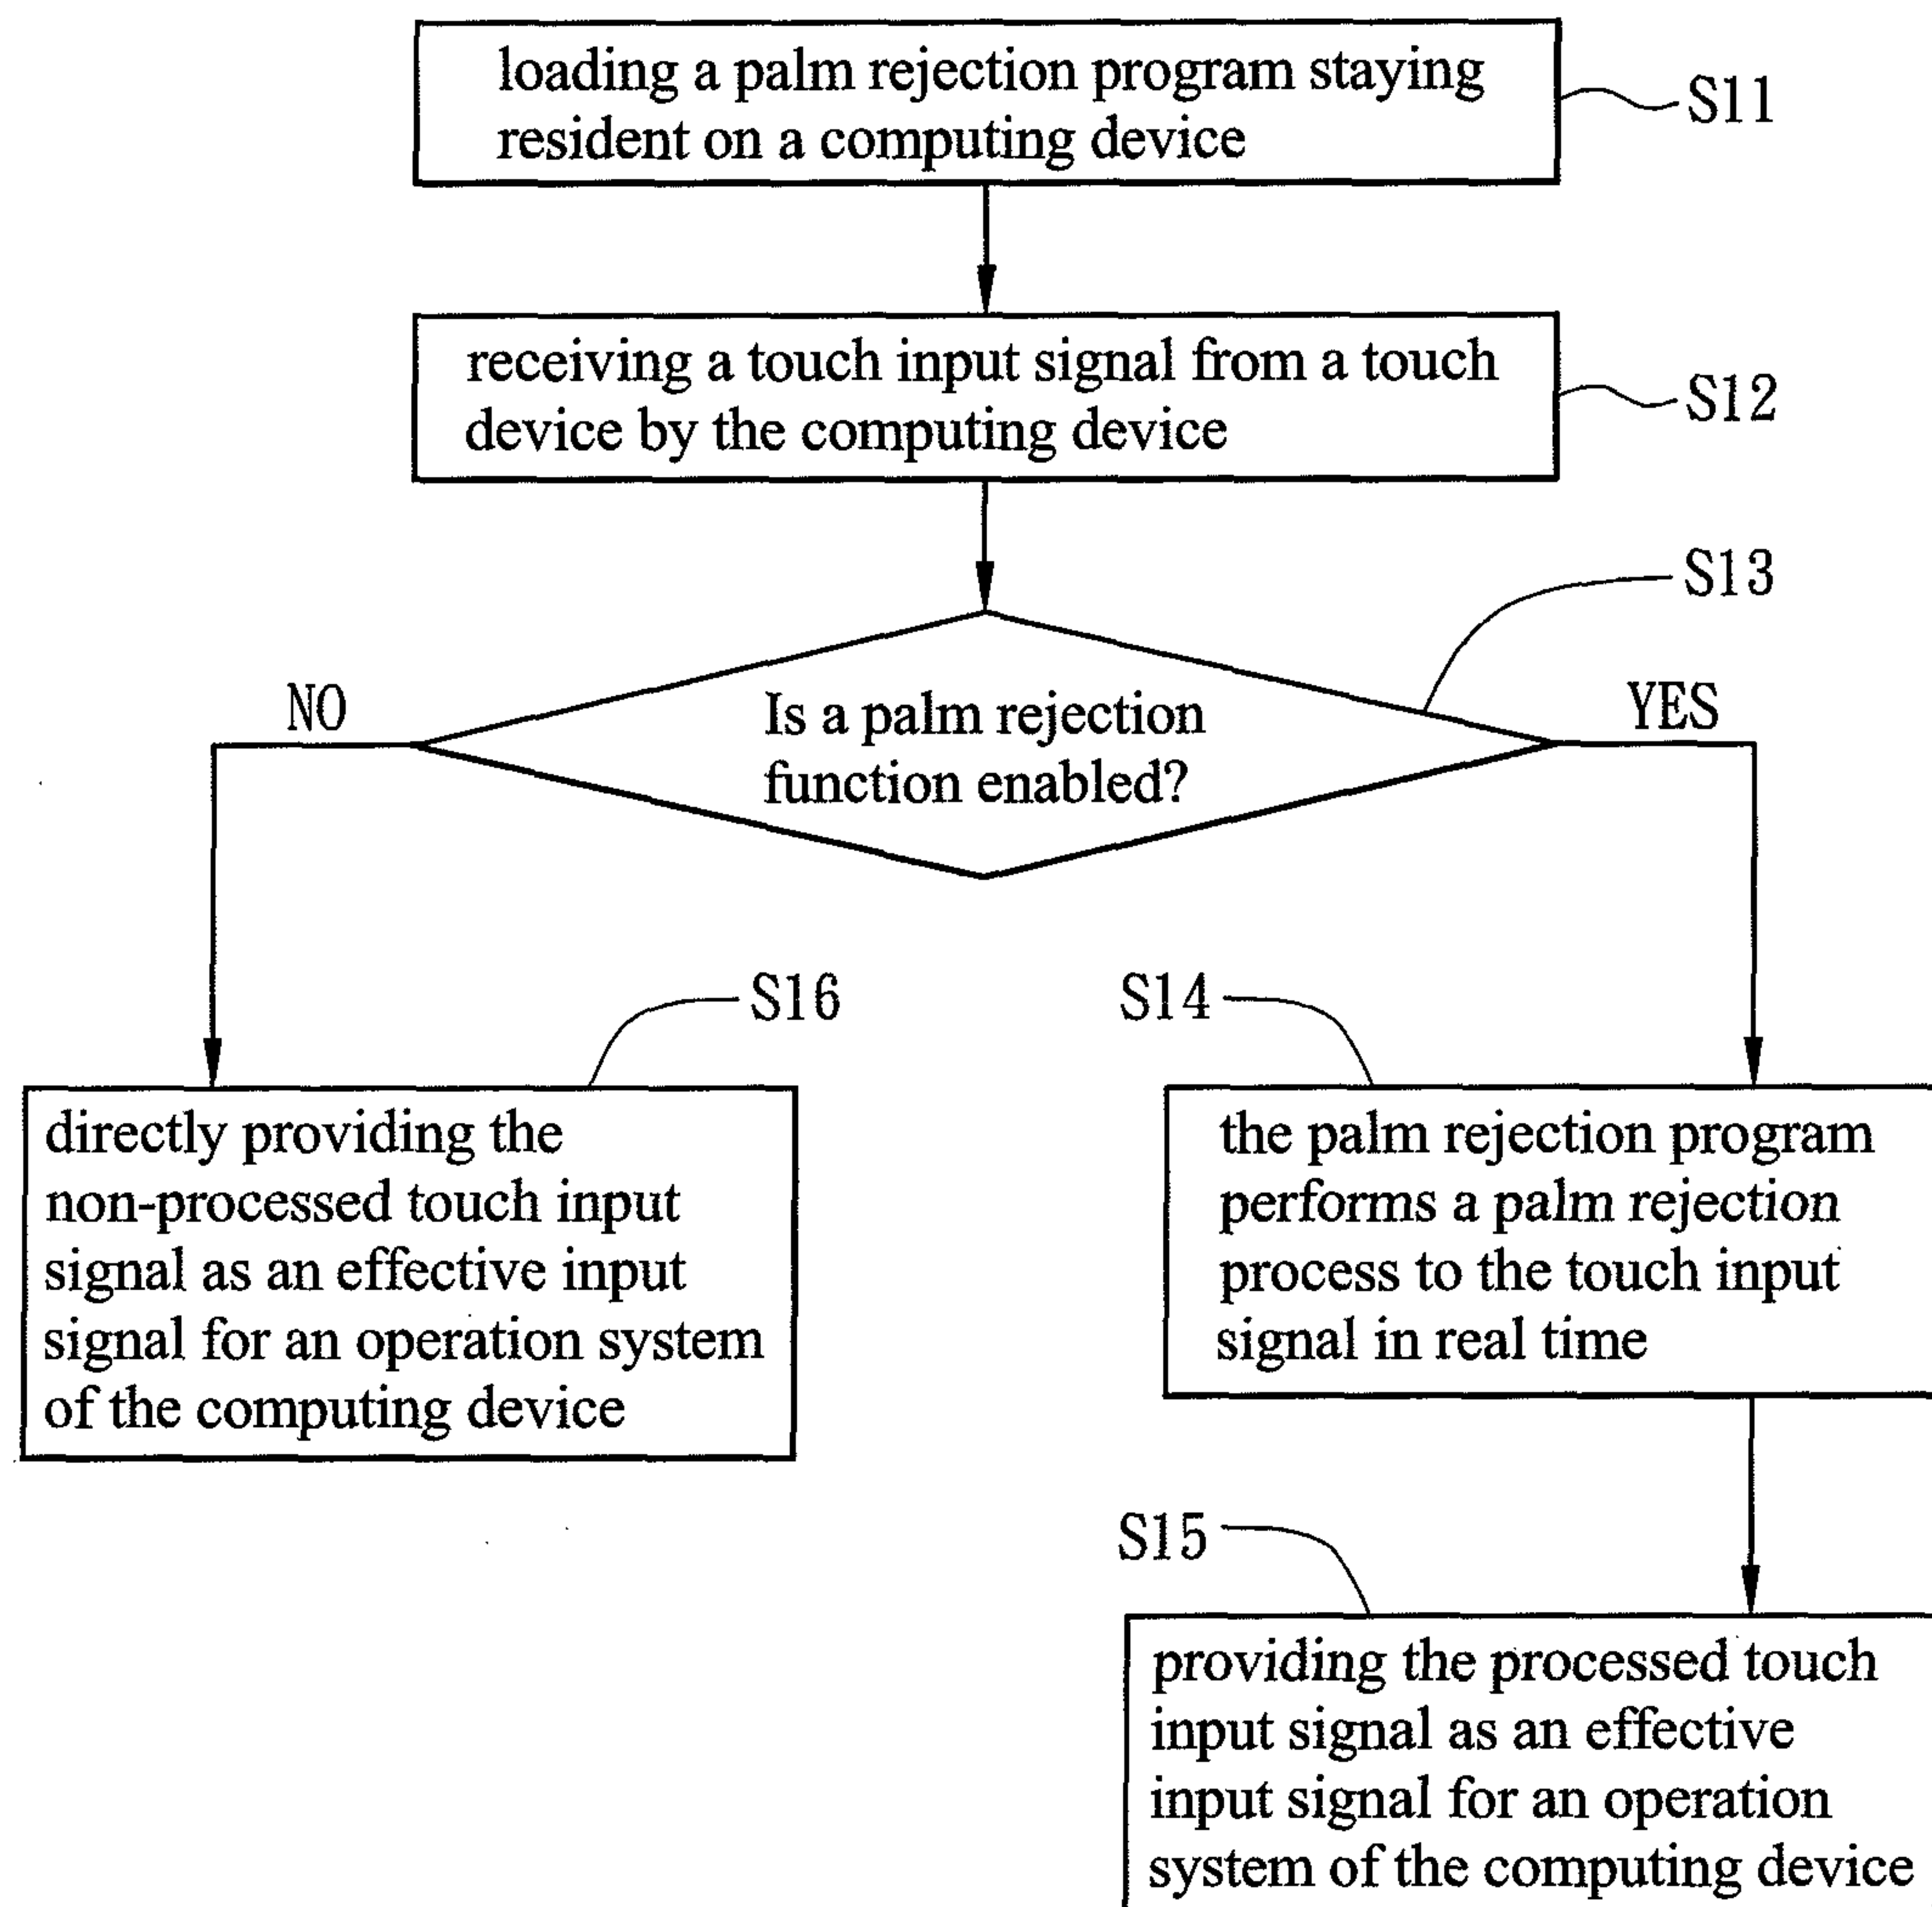 loading a palm rejection program staying
resident on a computing device
S11
receiving a touch input signal from a touch
device by the computing device
S12
S13
NO
Is a palm rejection
function enabled?
YES
S16
directly providing the
non-processed touch input
signal as an effective input
signal for an operation system
of the computing device
S14
the palm rejection program
performs a palm rejection
process to the touch input
signal in real time
S15
providing the processed touch
input signal as an effective
input signal for an operation
system of the computing device